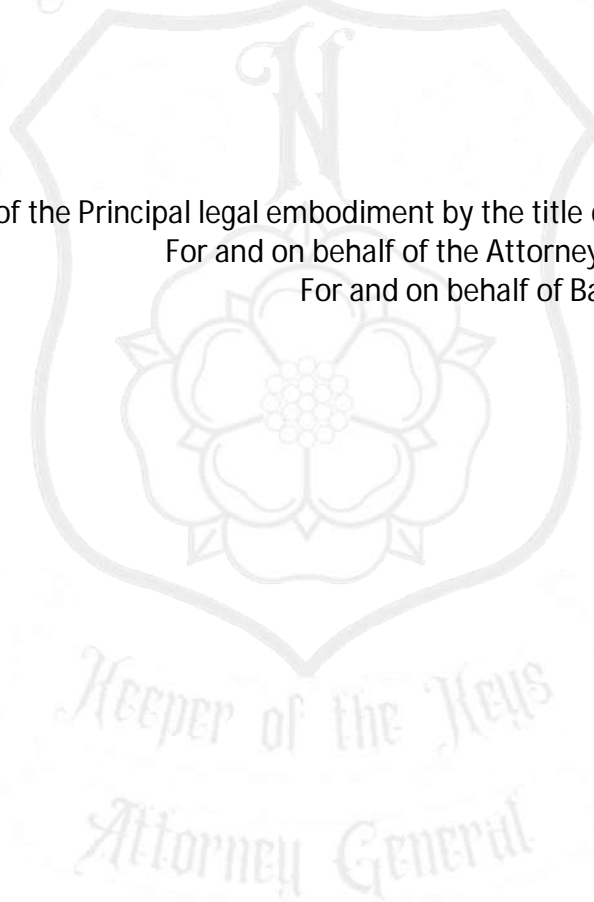 N
of the Principal legal embodiment by the title
For and on behalf of the Attorney
For and on behalf of Ba
Keeper of the Keys
Attorney General